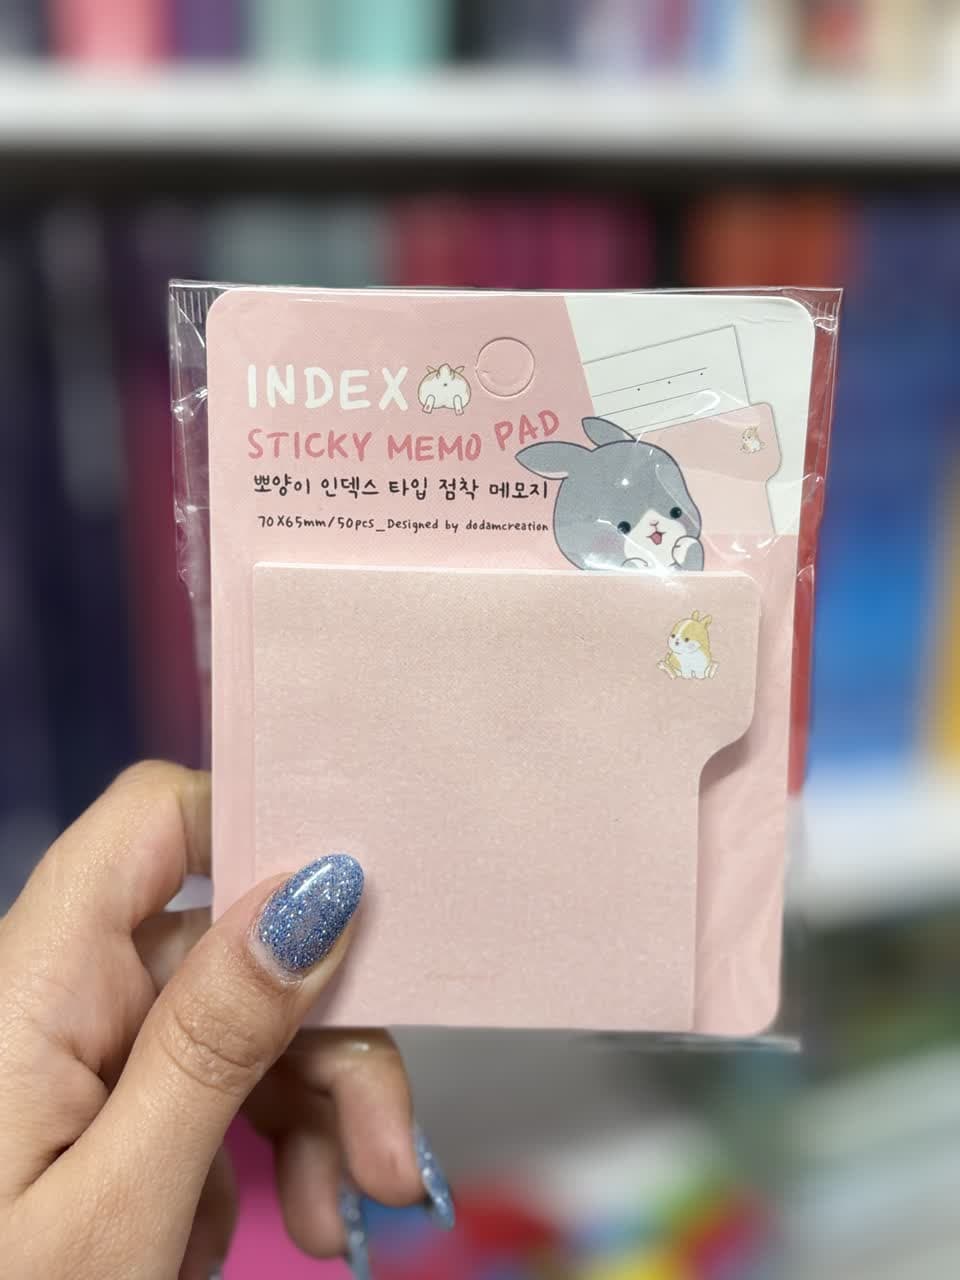 INDEX
STICKY MEMO PAD
뽀양이 인덱스 타입 점착 메모지
70X65mm/50pcs_Designed by dodamcreation